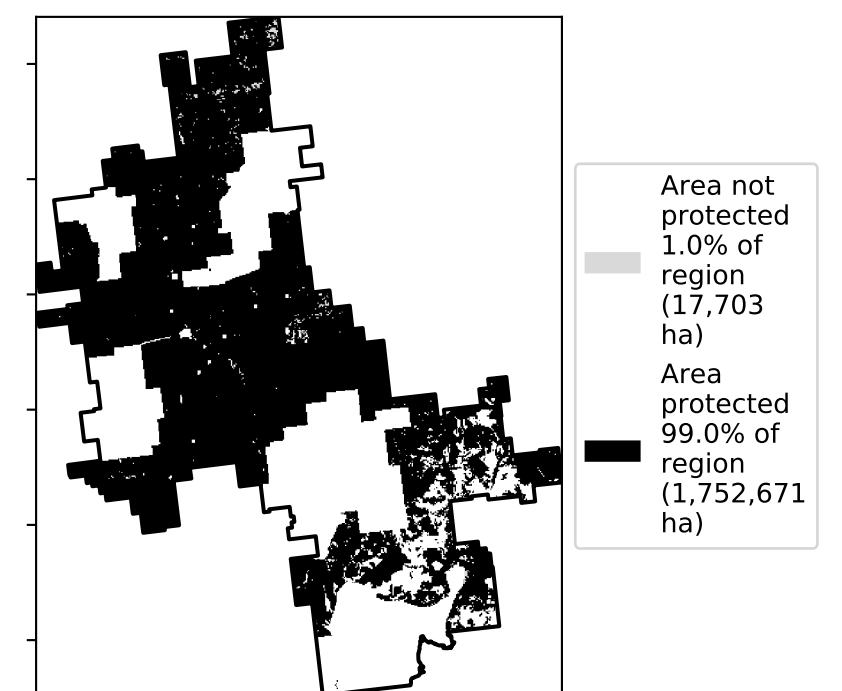 Area not
protected
1.0% of
region
(17,703
ha)
Area
protected
99.0% of
region
(1,752,671
ha)